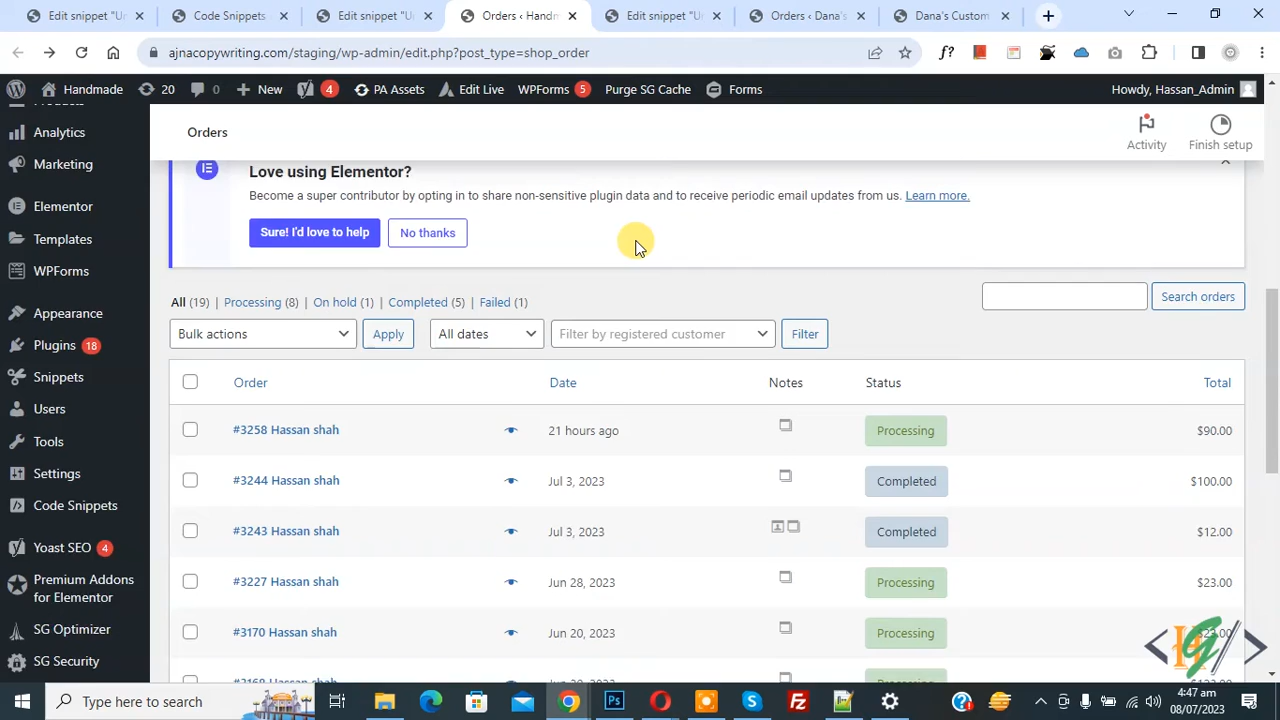 Edit snippet "U
Code Snippets
Edit snippet "U
Orders ‹ Handm
Edit snippet "U
Orders ‹ Dana's
Dana's Custom
ajnacopywriting.com/staging/wp-admin/edit.php?post_type=shop_order
f?
Handmade 20 0 New 4 PA Assets Edit Live WPForms 5 Purge SG Cache Forms Howdy, Hassan_Admin
Products
Analytics
Marketing
Elementor
Templates
WPForms
Appearance
Plugins 18
Snippets
Users
Tools
Settings
Code Snippets
Yoast SEO 4
Premium Addons
for Elementor
SG Optimizer
SG Security
Orders
Activity
Finish setup
Love using Elementor?
Become a super contributor by opting in to share non-sensitive plugin data and to receive periodic email updates from us. Learn more.
Sure! I'd love to help
No thanks
All (19) | Processing (8) | On hold (1) | Completed (5) | Failed (1)
Search orders
Bulk actions Apply All dates Filter by registered customer Filter
Order Date Notes Status Total
#3258 Hassan shah 21 hours ago Processing $90.00
#3244 Hassan shah Jul 3, 2023 Completed $100.00
#3243 Hassan shah Jul 3, 2023 Completed $12.00
#3227 Hassan shah Jun 28, 2023 Processing $23.00
#3170 Hassan shah Jun 20, 2023 Processing
Type here to search
Ps
4:47 am
08/07/2023